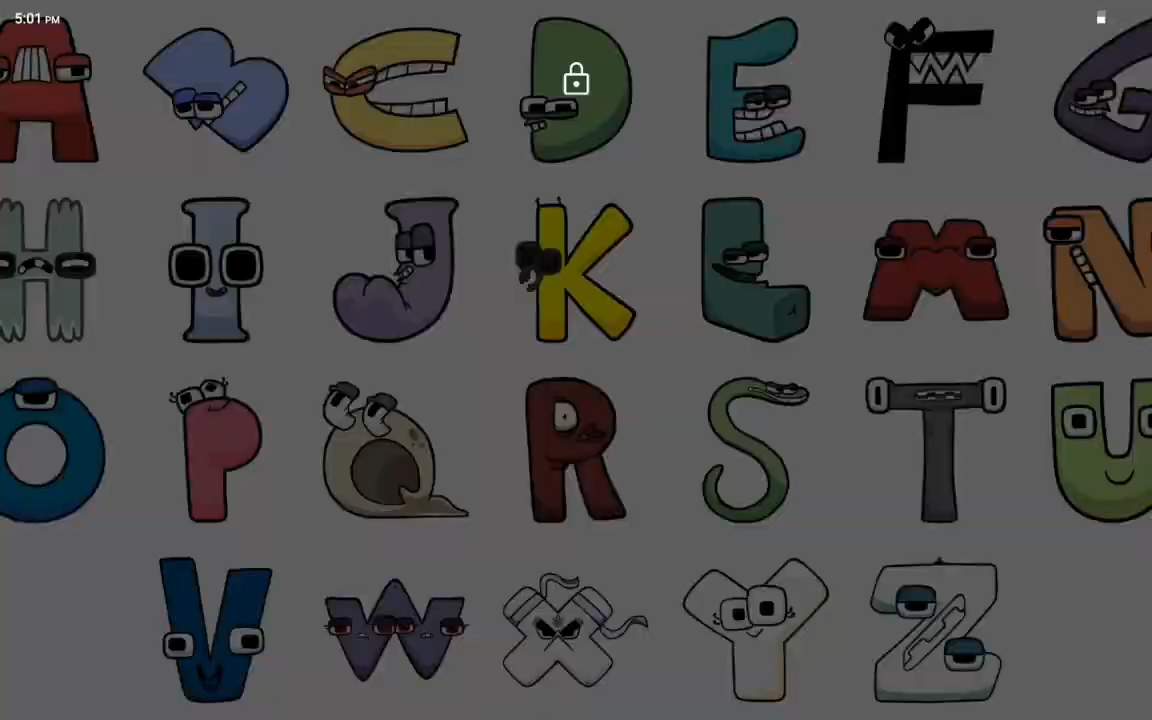 5:01 PM
A B C D E F G
H I J K L M N
O P Q R S T U
V W X Y Z